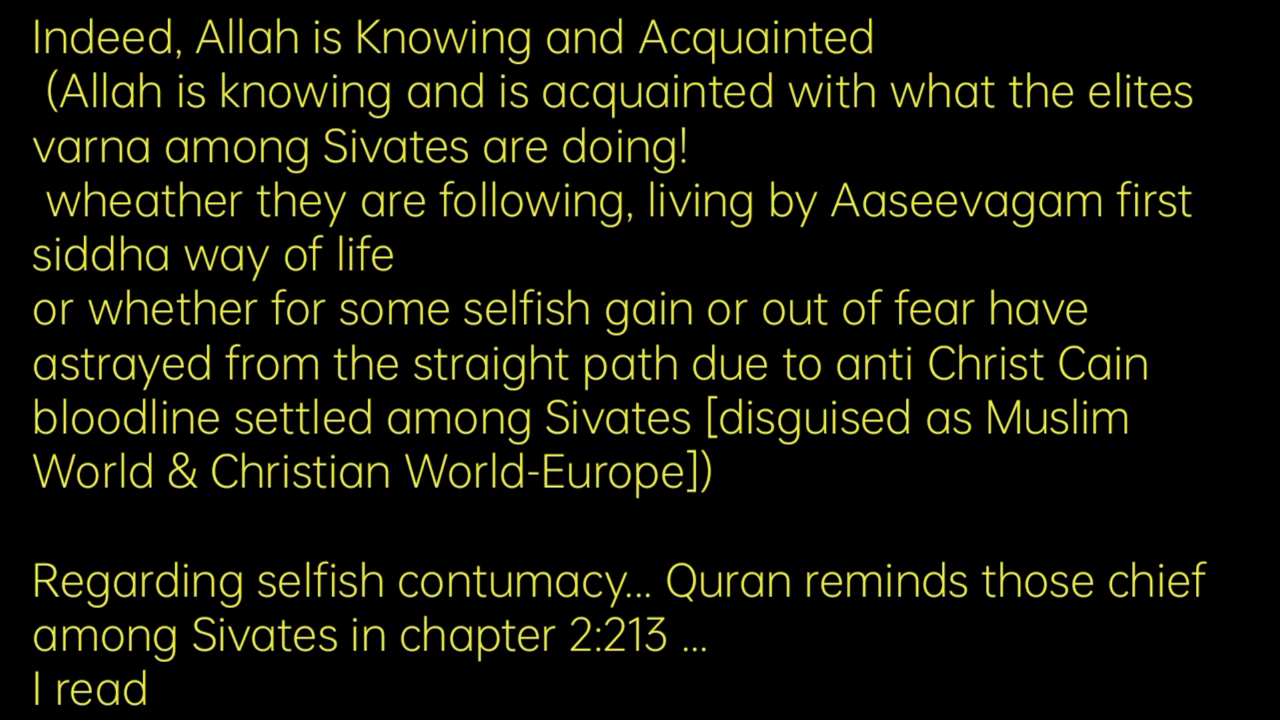 Indeed, Allah is Knowing and Acquainted
(Allah is knowing and is acquainted with what the elites
varna among Sivates are doing!
wheather they are following, living by Aaseevagam first
siddha way of life
or whether for some selfish gain or out of fear have
astrayed from the straight path due to anti Christ Cain
bloodline settled among Sivates [disguised as Muslim
World & Christian World-Europe])
Regarding selfish contumacy... Quran reminds those chief
among Sivates in chapter 2:213 ...
I read